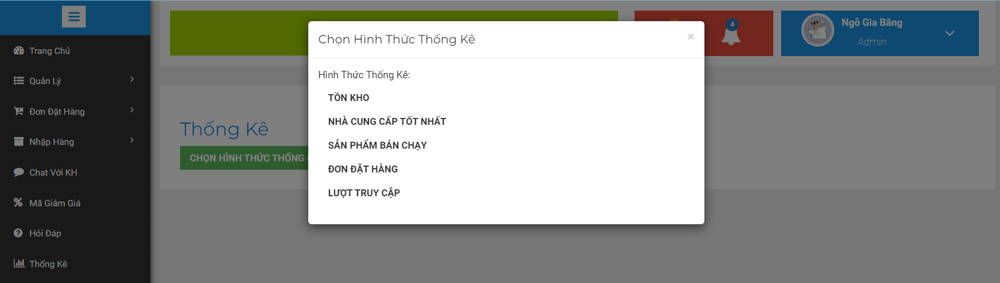 Trang Chủ
Quản Lý
Đơn Đặt Hàng
Nhập Hàng
Chat Với KH
Mã Giảm Giá
Hỏi Đáp
Thống Kê
4
Ngô Gia Băng
Admin
Thống Kê
CHỌN HÌNH THỨC THỐNG
Chọn Hình Thức Thống Kê
×
Hình Thức Thống Kê:
TỒN KHO
NHÀ CUNG CẤP TỐT NHẤT
SẢN PHẨM BÁN CHẠY
ĐƠN ĐẶT HÀNG
LƯỢT TRUY CẬP